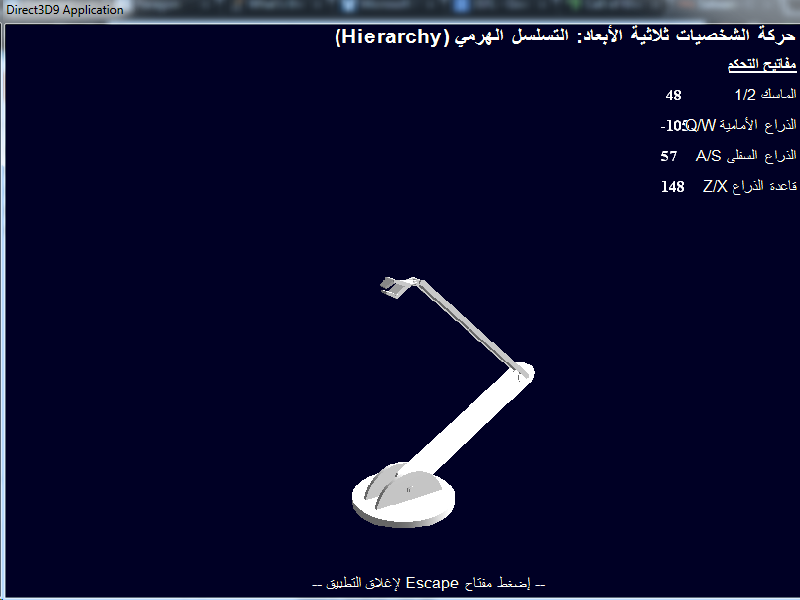 Direct3D9 Application
حركة الشخصيات ثلاثية الأبعاد: التسلسل الهرمي (Hierarchy)
مفاتيح التحكم
الماسك 1/2 48
الذراع الأمامية Q/W -105
الذراع السفلى A/S 57
قاعدة الذراع Z/X 148
-- إضغط مفتاح Escape لإغلاق التطبيق --